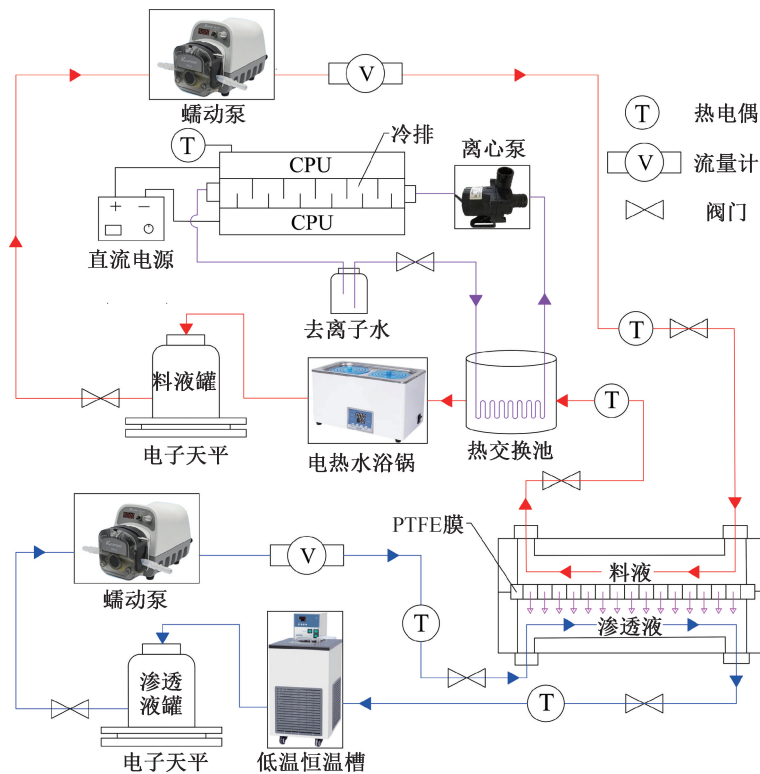 V
蠕动泵
T
热电偶
V
流量计
阀门
T
CPU
冷排
CPU
离心泵
+ −
直流电源
去离子水
T
料液罐
电子天平
电热水浴锅
热交换池
T
PTFE膜
料液
渗透液
蠕动泵
V
T
渗透
液罐
电子天平
低温恒温槽
T